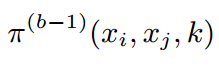 π^{(b−1)}(x_i, x_j, k)